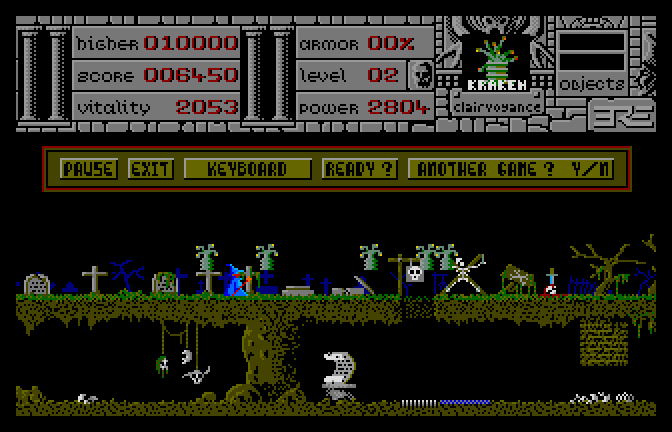 higher 010000
score 006450
vitality 2053
armor 00%
level 02
power 2804
KRAKEN
clairvoyance
objects
ERE
PAUSE EXIT KEYBOARD READY ? ANOTHER GAME ? Y/N